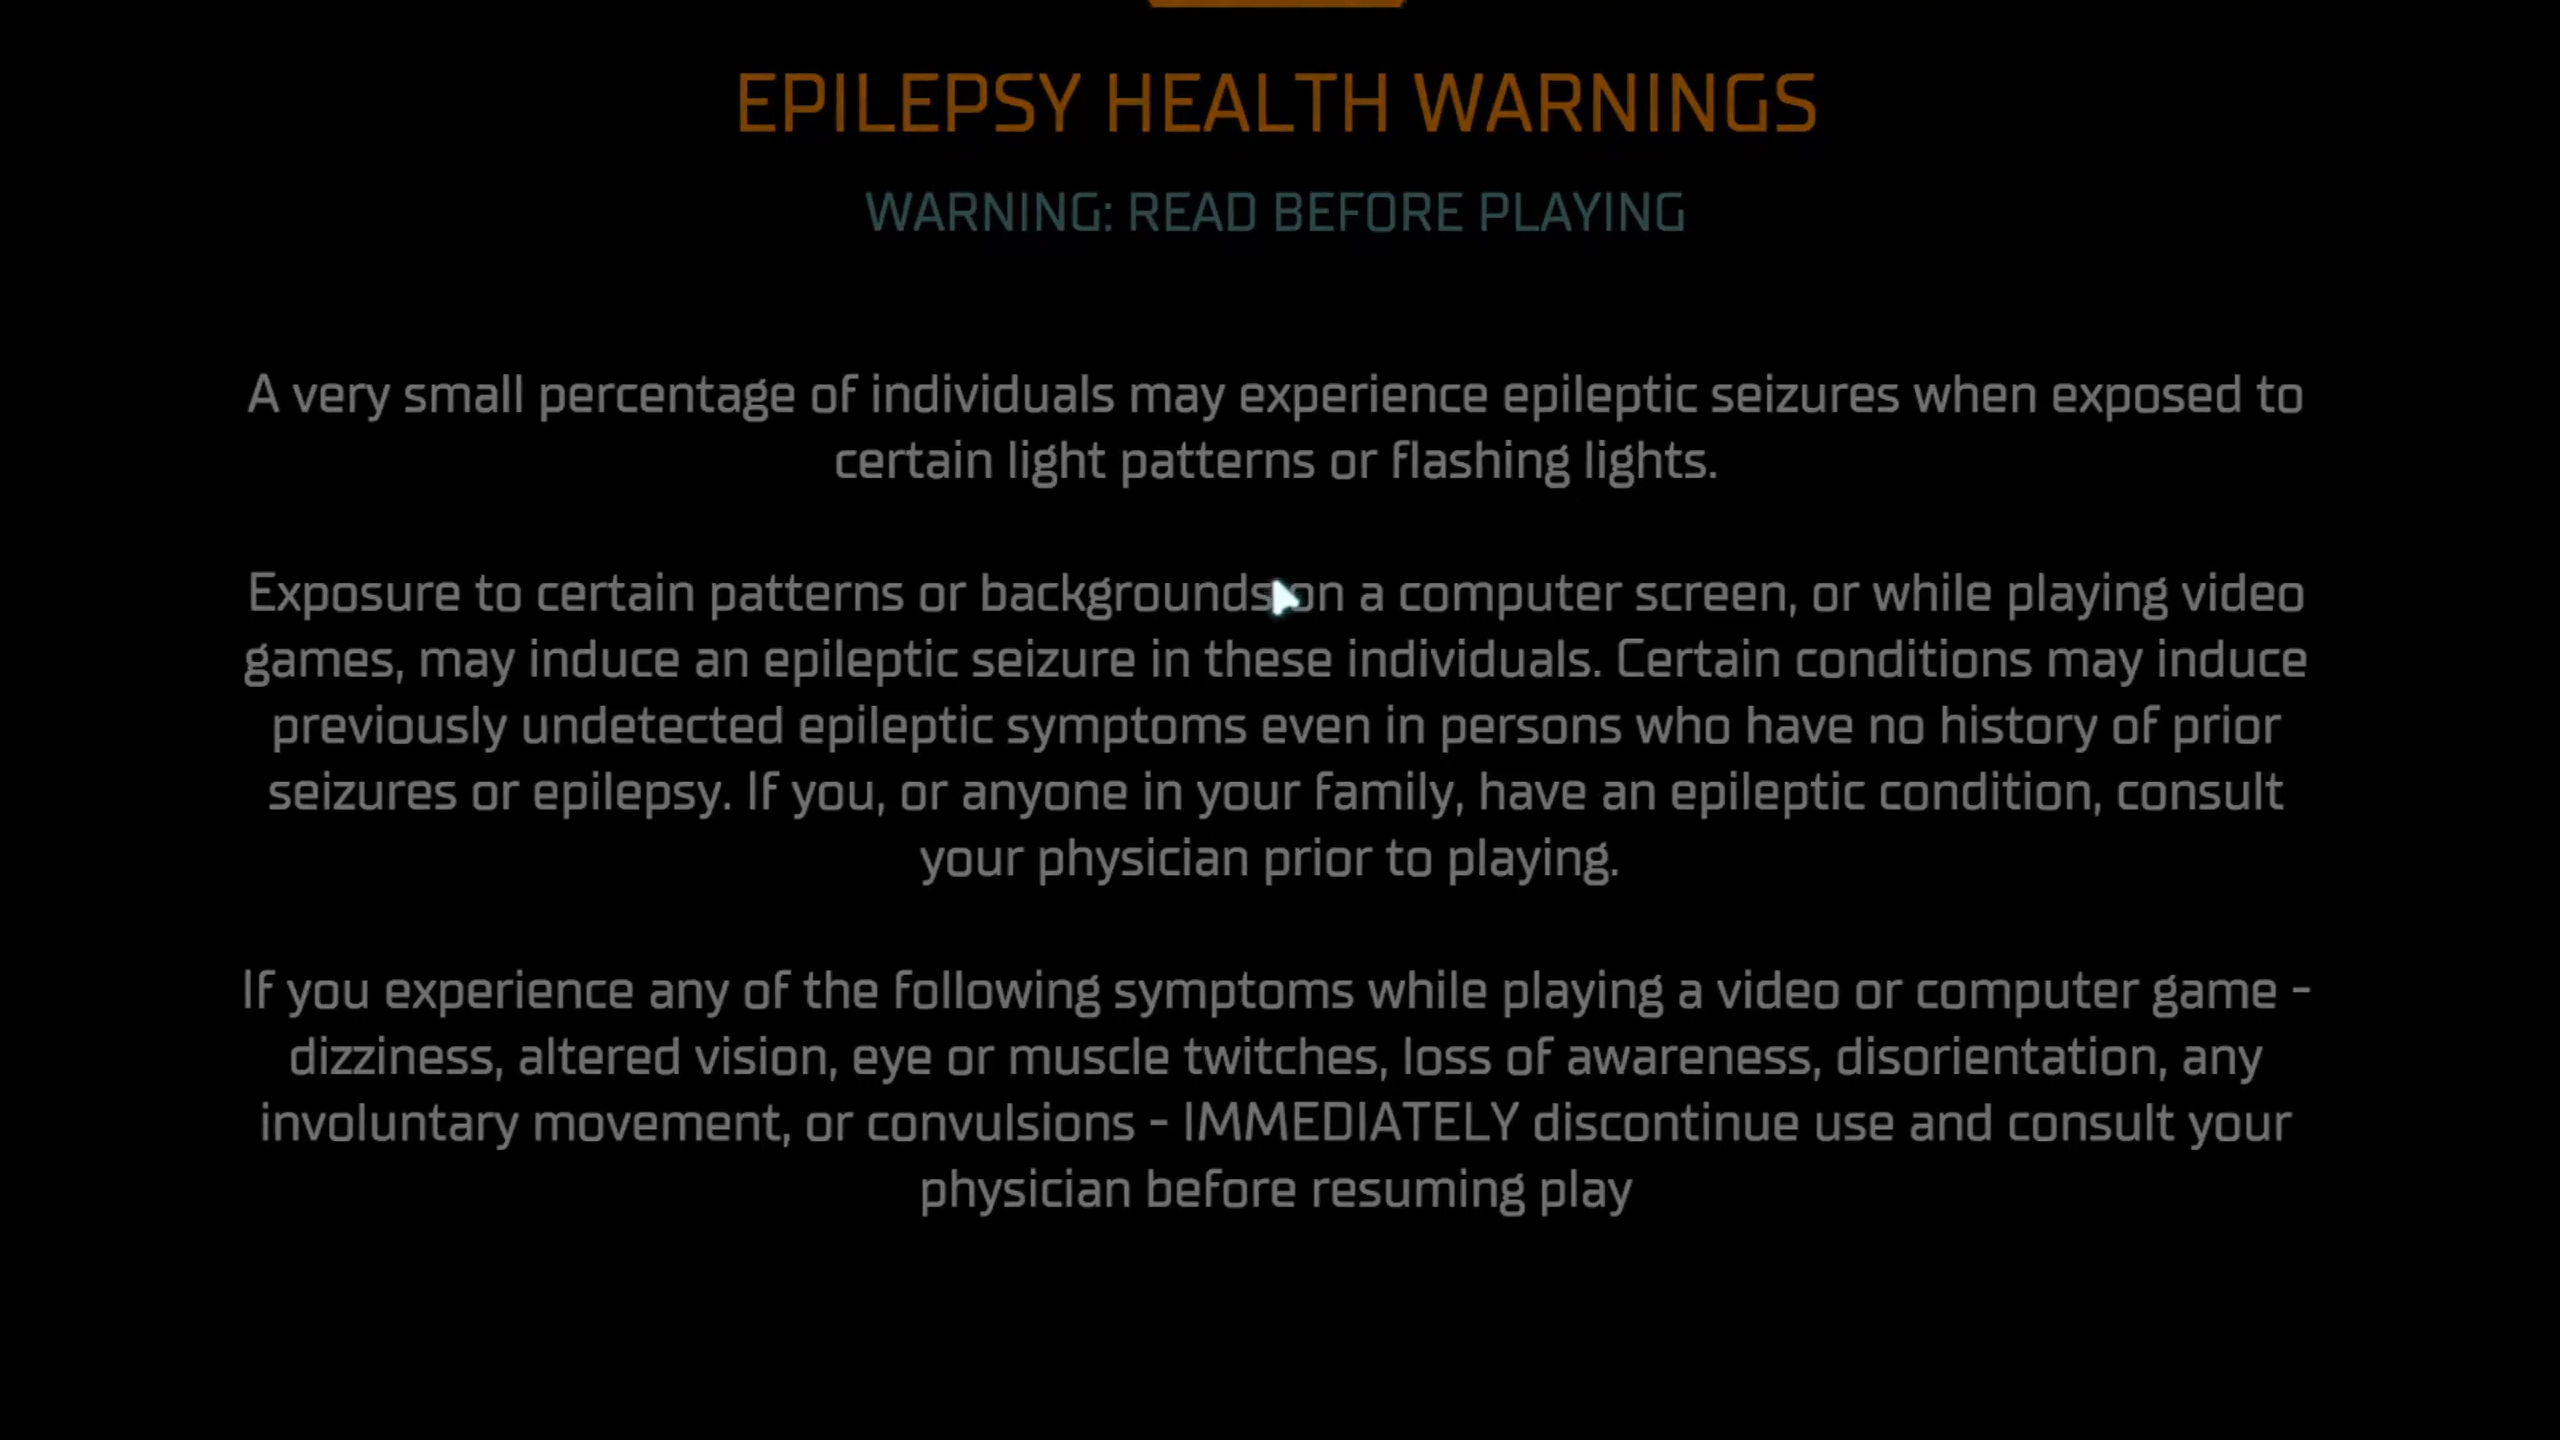 EPILEPSY HEALTH WARNINGS
WARNING: READ BEFORE PLAYING
A very small percentage of individuals may experience epileptic seizures when exposed to
certain light patterns or flashing lights.
Exposure to certain patterns or backgrounds on a computer screen, or while playing video
games, may induce an epileptic seizure in these individuals. Certain conditions may induce
previously undetected epileptic symptoms even in persons who have no history of prior
seizures or epilepsy. If you, or anyone in your family, have an epileptic condition, consult
your physician prior to playing.
If you experience any of the following symptoms while playing a video or computer game -
dizziness, altered vision, eye or muscle twitches, loss of awareness, disorientation, any
involuntary movement, or convulsions - IMMEDIATELY discontinue use and consult your
physician before resuming play